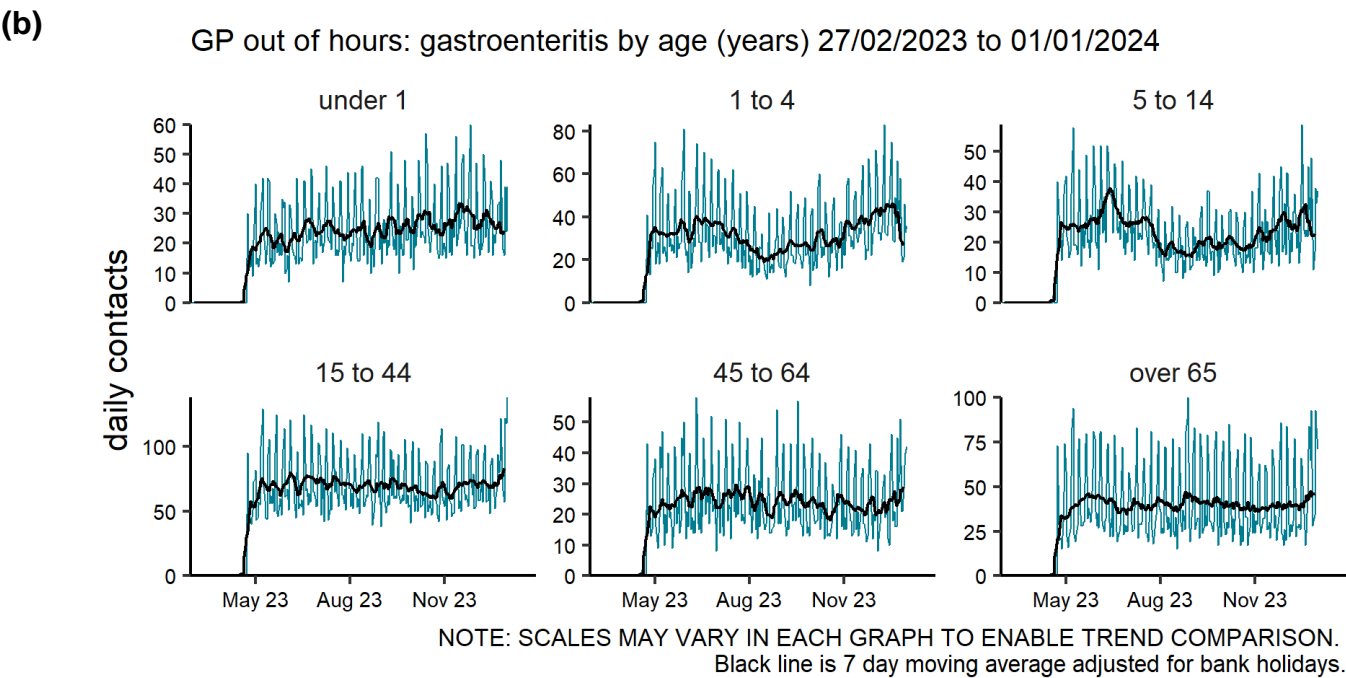 (b)
GP out of hours: gastroenteritis by age (years) 27/02/2023 to 01/01/2024
under 1
1 to 4
5 to 14
60
50
40
30
20
10
0
80
60
40
20
0
50
40
30
20
10
0
daily contacts
15 to 44
45 to 64
over 65
100
50
0
50
40
30
20
10
0
100
75
50
25
0
May 23 Aug 23 Nov 23
May 23 Aug 23 Nov 23
May 23 Aug 23 Nov 23
NOTE: SCALES MAY VARY IN EACH GRAPH TO ENABLE TREND COMPARISON.
Black line is 7 day moving average adjusted for bank holidays.